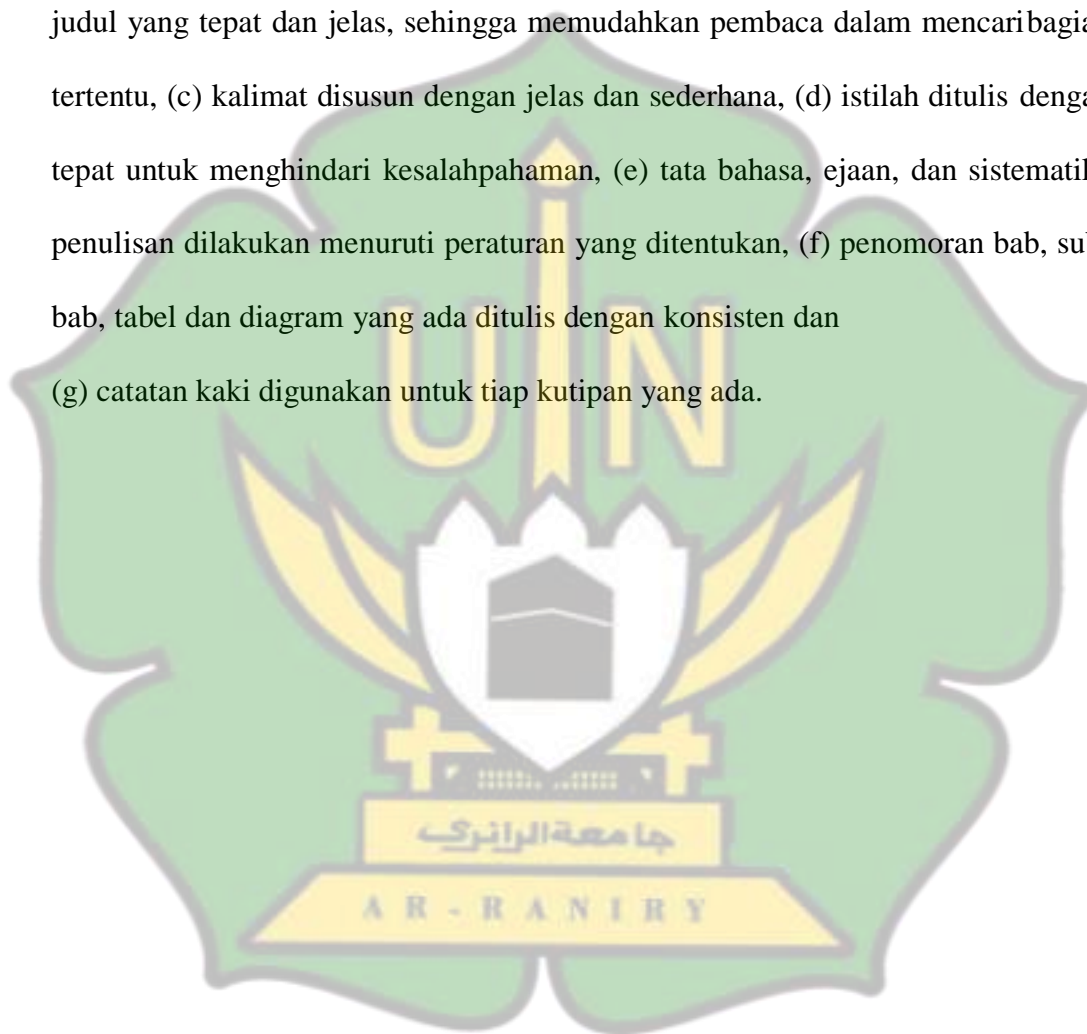 judul yang tepat dan jelas, sehingga memudahkan pembaca dalam mencaribagia
tertentu, (c) kalimat disusun dengan jelas dan sederhana, (d) istilah ditulis denga
tepat untuk menghindari kesalahpahaman, (e) tata bahasa, ejaan, dan sistematil
penulisan dilakukan menuruti peraturan yang ditentukan, (f) penomoran bab, sul
bab, tabel dan diagram yang ada ditulis dengan konsisten dan
(g) catatan kaki digunakan untuk tiap kutipan yang ada.
UIN
جامعة الرانري
AR-RANIRY